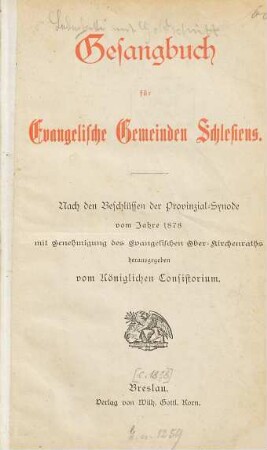 Gesangbuch
für
Evangelische Gemeinden Schlesiens.
Nach den Beschlüssen der Provinzial-Synode
vom Jahre 1878
mit Genehmigung des Evangelischen Ober-Kirchenraths
herausgegeben
vom Königlichen Consistorium.
[c. 1878]
Breslau.
Verlag von Wilh. Gottl. Korn.